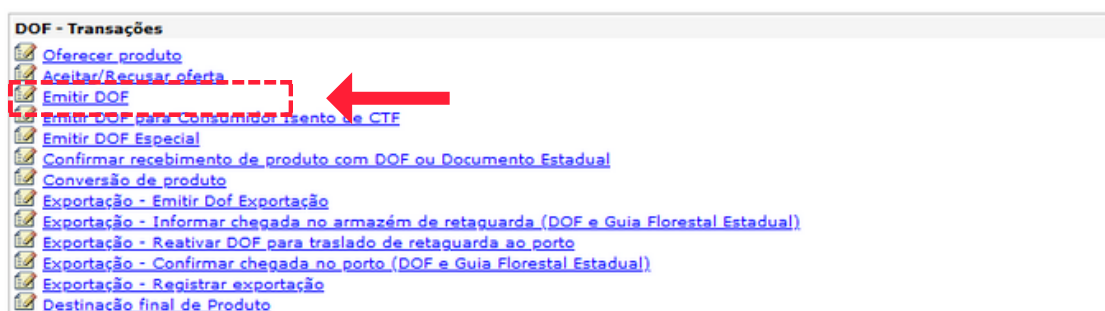 DOF - Transações
Oferecer produto
Aceitar/Recusar oferta
Emitir DOF
Emitir DOF para Consumidor Isento de CTF
Emitir DOF Especial
Confirmar recebimento de produto com DOF ou Documento Estadual
Conversão de produto
Exportação - Emitir Dof Exportação
Exportação - Informar chegada no armazém de retaguarda (DOF e Guia Florestal Estadual)
Exportação - Reativar DOF para traslado de retaguarda ao porto
Exportação - Confirmar chegada no porto (DOF e Guia Florestal Estadual)
Exportação - Registrar exportação
Destinação final de Produto